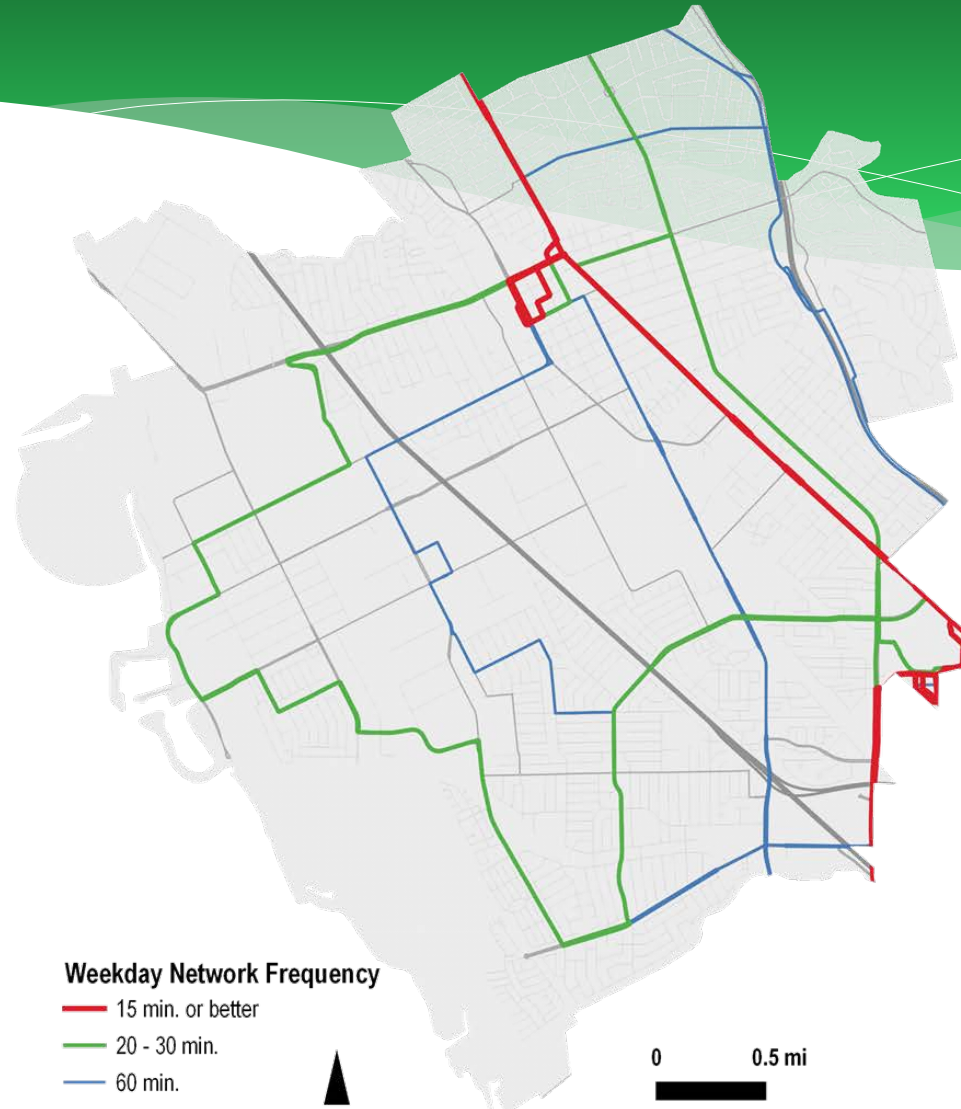 Weekday Network Frequency
15 min. or better
20 - 30 min.
60 min.
0 0.5 mi